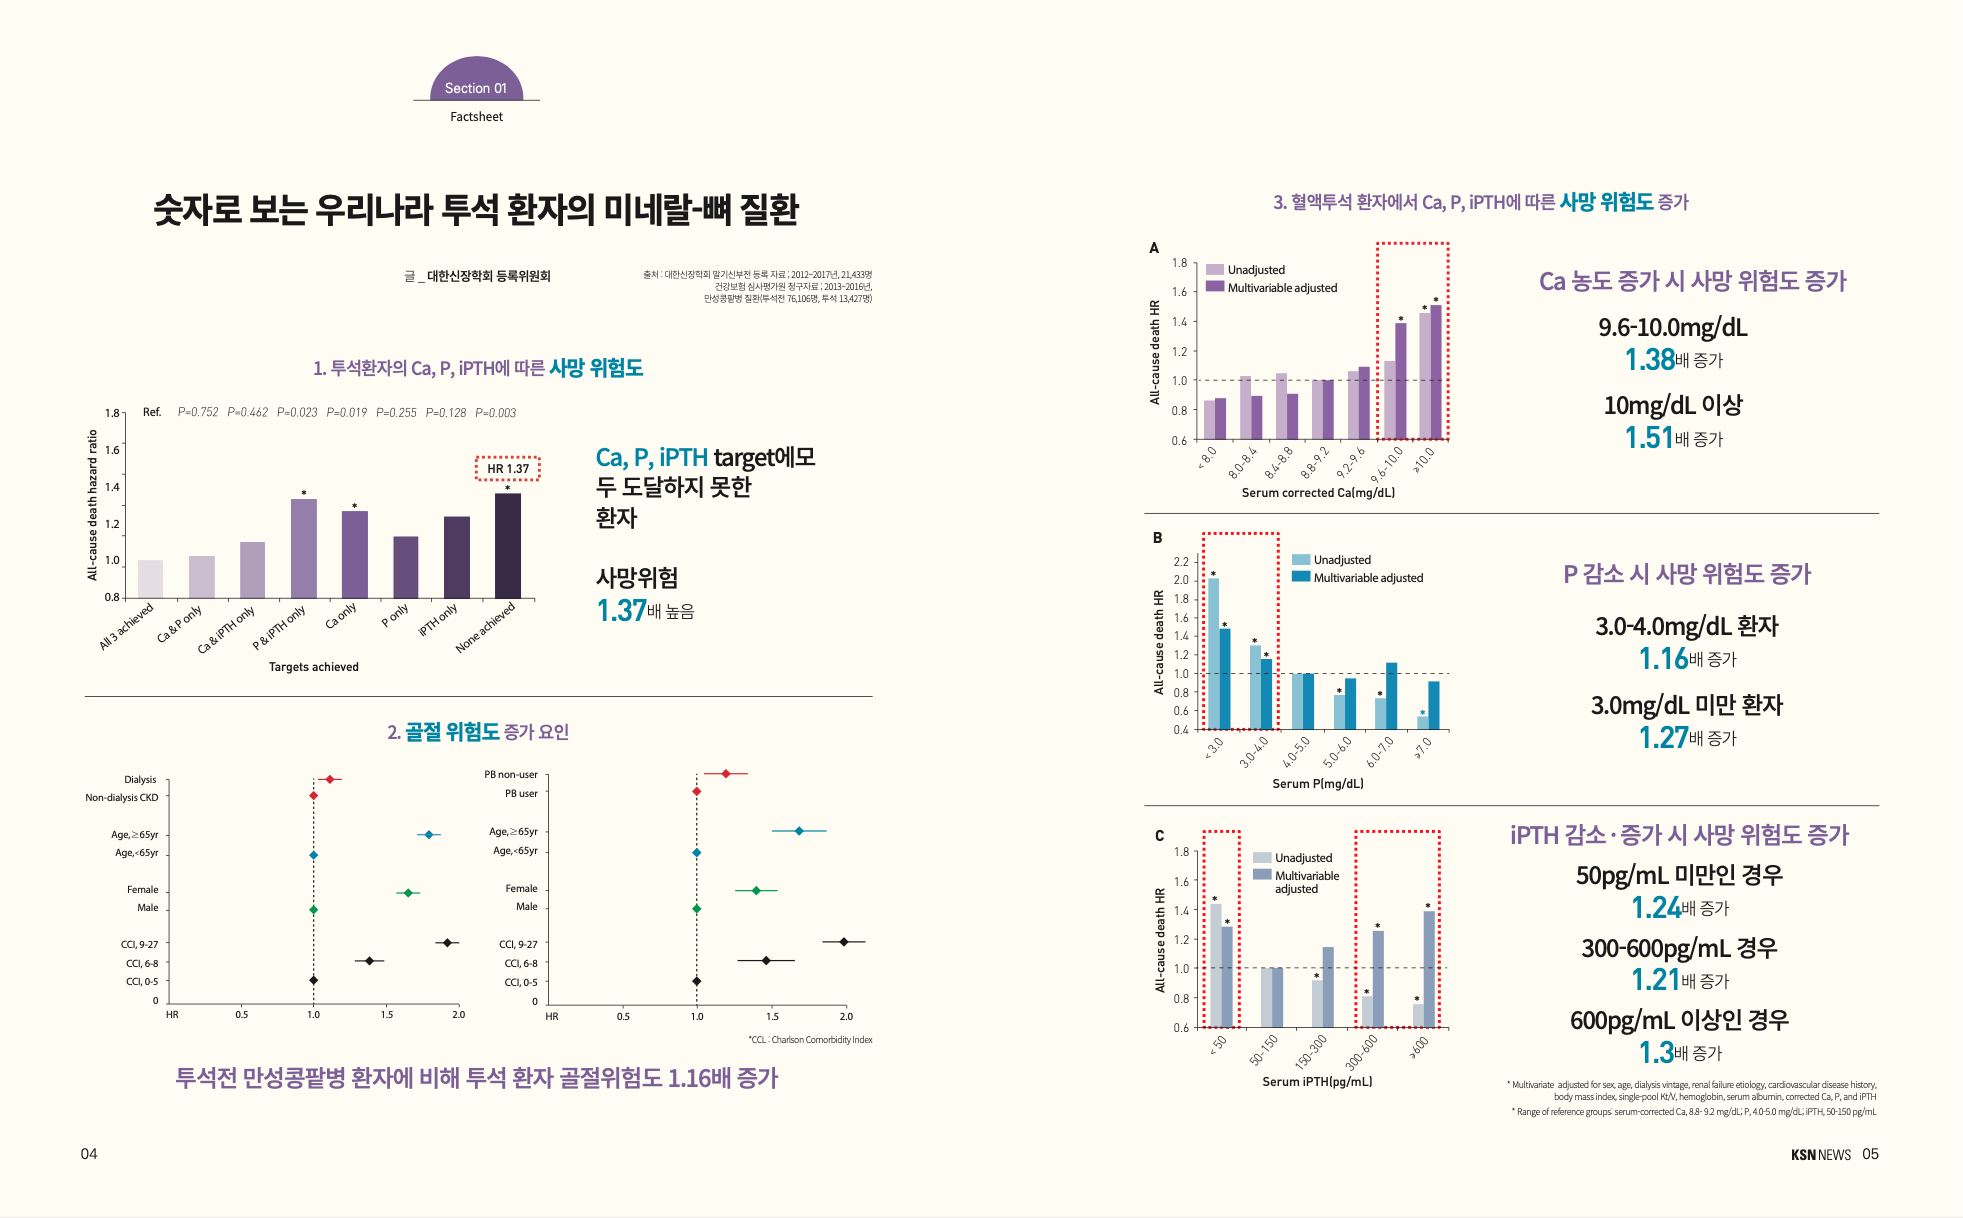 Section 01
Factsheet
숫자로 보는 우리나라 투석 환자의 미네랄-뼈 질환
글 _ 대한신장학회 등록위원회
출처 : 대한신장학회 말기신부전 등록 자료 ; 2012~2017년, 21,433명
건강보험 심사평가원 청구자료 ; 2013~2016년,
만성콩팥병 질환(투석전 76,106명, 투석 13,427명)
1. 투석환자의 Ca, P, iPTH에 따른 사망 위험도
Ref. P=0.752 P=0.462 P=0.023 P=0.019 P=0.255 P=0.128 P=0.003
All-cause death hazard ratio
1.8
1.6
1.4
1.2
1.0
0.8
HR 1.37
*
*
*
All 3 achieved
Ca & P only
Ca & iPTH only
P & iPTH only
Ca only
P only
iPTH only
None achieved
Targets achieved
Ca, P, iPTH target에모
두 도달하지 못한
환자
사망위험
1.37배 높음
2. 골절 위험도 증가 요인
Dialysis
Non-dialysis CKD
Age,≥65yr
Age,<65yr
Female
Male
CCI, 9-27
CCI, 6-8
CCI, 0-5
0
HR 0.5 1.0 1.5 2.0
PB non-user
PB user
Age,≥65yr
Age,<65yr
Female
Male
CCI, 9-27
CCI, 6-8
CCI, 0-5
0
HR 0.5 1.0 1.5 2.0
*CCL : Charlson Comorbidity Index
투석전 만성콩팥병 환자에 비해 투석 환자 골절위험도 1.16배 증가
04
3. 혈액투석 환자에서 Ca, P, iPTH에 따른 사망 위험도 증가
A
All-cause death HR
1.8
1.6
1.4
1.2
1.0
0.8
0.6
Unadjusted
Multivariable adjusted
*
*
*
< 8.0
8.0-8.4
8.4-8.8
8.8-9.2
9.2-9.6
9.6-10.0
≥10.0
Serum corrected Ca(mg/dL)
Ca 농도 증가 시 사망 위험도 증가
9.6-10.0mg/dL
1.38배 증가
10mg/dL 이상
1.51배 증가
B
All-cause death HR
2.2
2.0
1.8
1.6
1.4
1.2
1.0
0.8
0.6
0.4
Unadjusted
Multivariable adjusted
*
*
*
*
*
*
*
< 3.0
3.0-4.0
4.0-5.0
5.0-6.0
6.0-7.0
≥7.0
Serum P(mg/dL)
P 감소 시 사망 위험도 증가
3.0-4.0mg/dL 환자
1.16배 증가
3.0mg/dL 미만 환자
1.27배 증가
C
All-cause death HR
1.8
1.6
1.4
1.2
1.0
0.8
0.6
Unadjusted
Multivariable
adjusted
*
*
*
*
*
*
*
< 50
50-150
150-300
300-600
≥600
Serum iPTH(pg/mL)
iPTH 감소 · 증가 시 사망 위험도 증가
50pg/mL 미만인 경우
1.24배 증가
300-600pg/mL 경우
1.21배 증가
600pg/mL 이상인 경우
1.3배 증가
* Multivariate adjusted for sex, age, dialysis vintage, renal failure etiology, cardiovascular disease history,
body mass index, single-pool Kt/V, hemoglobin, serum albumin, corrected Ca, P, and iPTH
* Range of reference groups: serum-corrected Ca, 8.8- 9.2 mg/dL; P, 4.0-5.0 mg/dL; iPTH, 50-150 pg/mL
KSN NEWS 05